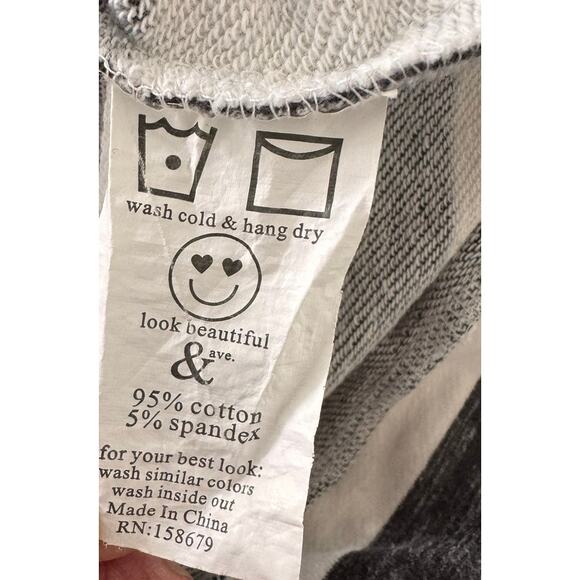 wash cold & hang dry
look beautiful
& ave.
95% cotton
5% spandex
for your best look:
wash similar colors
wash inside out
Made In China
RN:158679